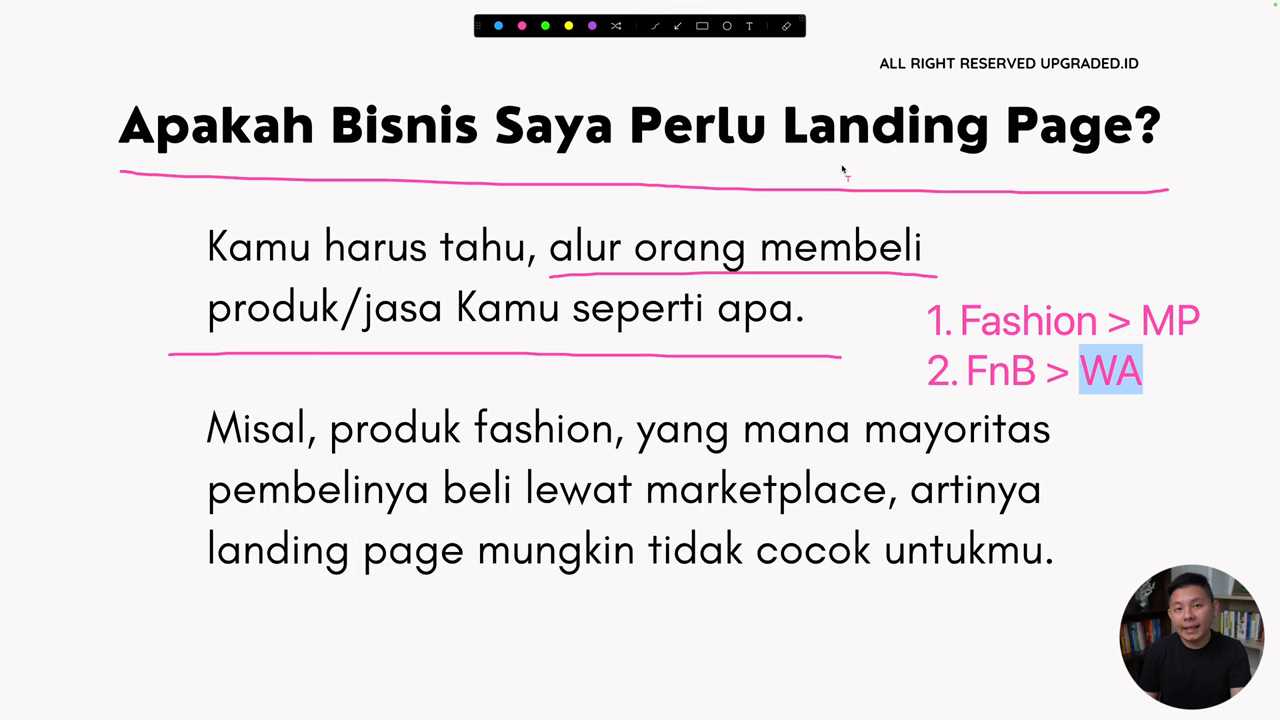 ALL RIGHT RESERVED UPGRADED.ID
Apakah Bisnis Saya Perlu Landing Page?
Kamu harus tahu, alur orang membeli
produk/jasa Kamu seperti apa.
1. Fashion > MP
2. FnB > WA
Misal, produk fashion, yang mana mayoritas
pembelinya beli lewat marketplace, artinya
landing page mungkin tidak cocok untukmu.